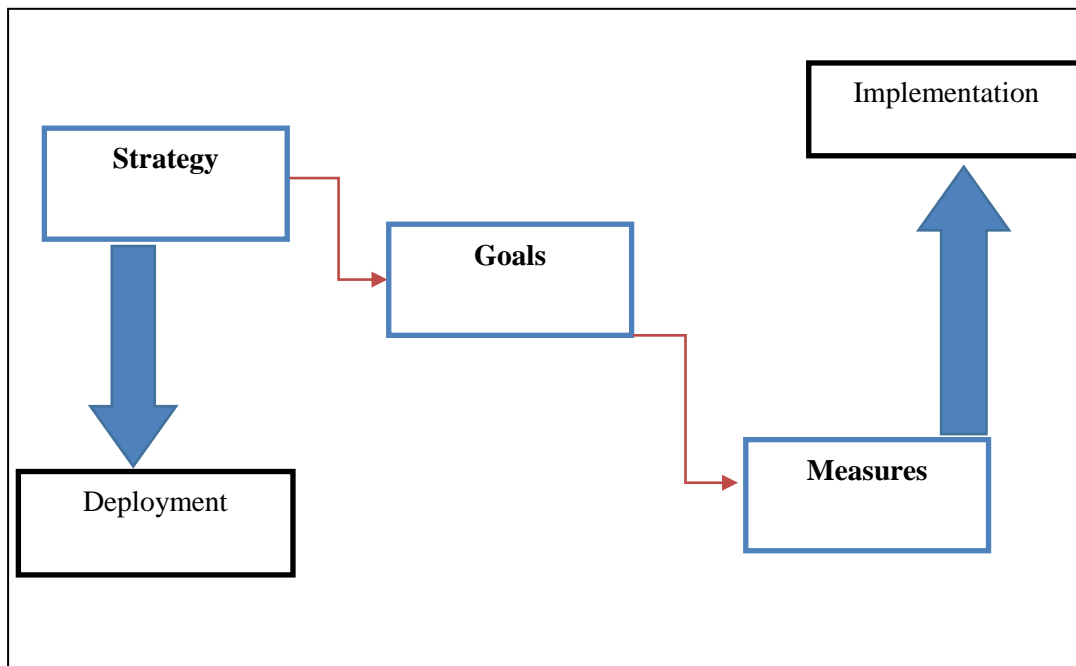 Implementation
Strategy
Goals
Measures
Deployment